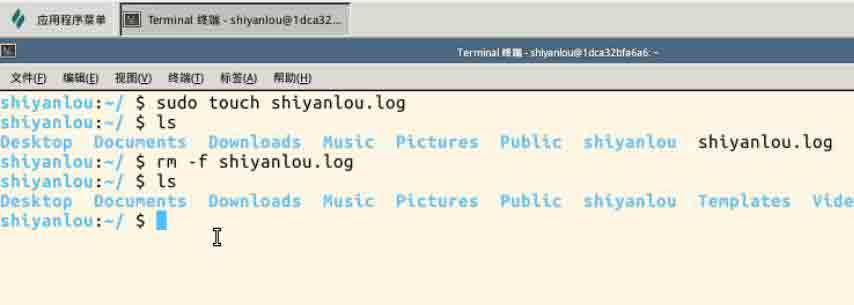 应用程序菜单 Terminal 终端 - shiyanlou@1dca32...
Terminal 终端 - shiyanlou@1dca32bfa6a6: ~
文件(F) 编辑(E) 视图(V) 终端(T) 标签(A) 帮助(H)
shiyanlou:~/ $ sudo touch shiyanlou.log
shiyanlou:~/ $ ls
Desktop Documents Downloads Music Pictures Public shiyanlou shiyanlou.log
shiyanlou:~/ $ rm -f shiyanlou.log
shiyanlou:~/ $ ls
Desktop Documents Downloads Music Pictures Public shiyanlou Templates Vide
shiyanlou:~/ $